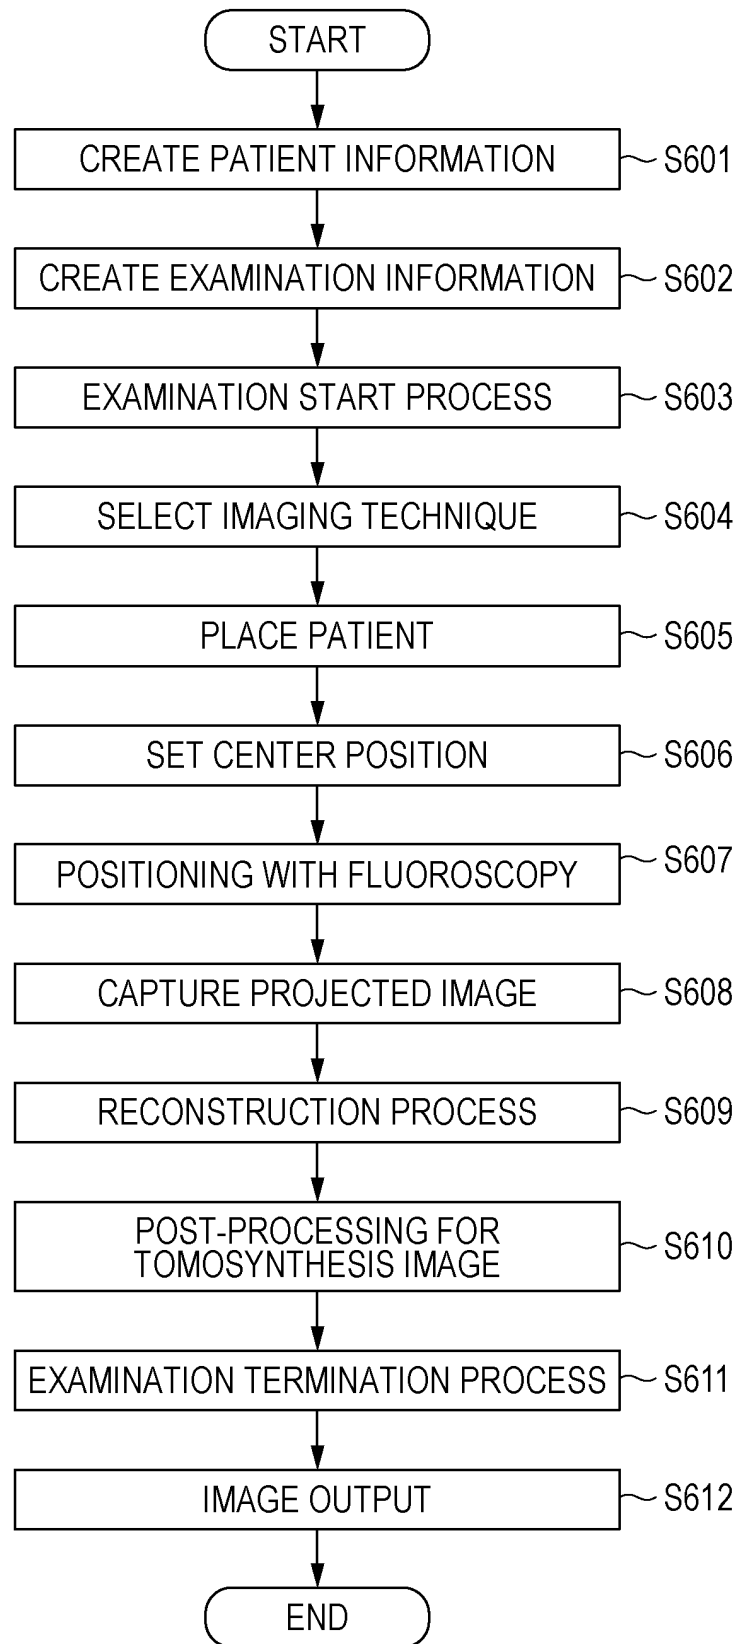 START
CREATE PATIENT INFORMATION
S601
CREATE EXAMINATION INFORMATION
S602
EXAMINATION START PROCESS
S603
SELECT IMAGING TECHNIQUE
S604
PLACE PATIENT
S605
SET CENTER POSITION
S606
POSITIONING WITH FLUOROSCOPY
S607
CAPTURE PROJECTED IMAGE
S608
RECONSTRUCTION PROCESS
S609
POST-PROCESSING FOR
TOMOSYNTHESIS IMAGE
S610
EXAMINATION TERMINATION PROCESS
S611
IMAGE OUTPUT
S612
END